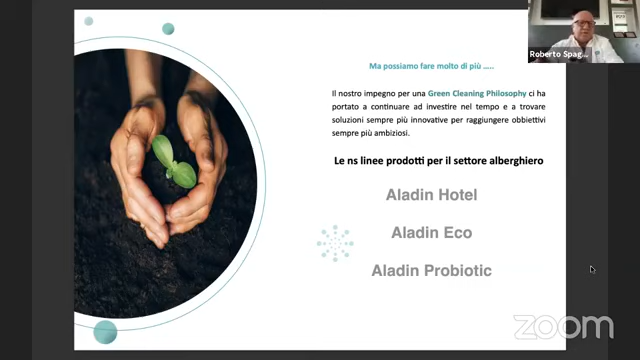 Roberto Spag...
Ma possiamo fare molto di più .....
Il nostro impegno per una Green Cleaning Philosophy ci ha
portato a continuare ad investire nel tempo e a trovare
soluzioni sempre più innovative per raggiungere obbiettivi
sempre più ambiziosi.
Le ns linee prodotti per il settore alberghiero
Aladin Hotel
Aladin Eco
Aladin Probiotic
zoom